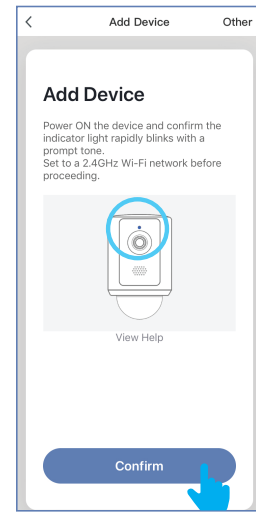 Add Device Other
Add Device
Power ON the device and confirm the
indicator light rapidly blinks with a
prompt tone.
Set to a 2.4GHz Wi-Fi network before
proceeding.
View Help
Confirm